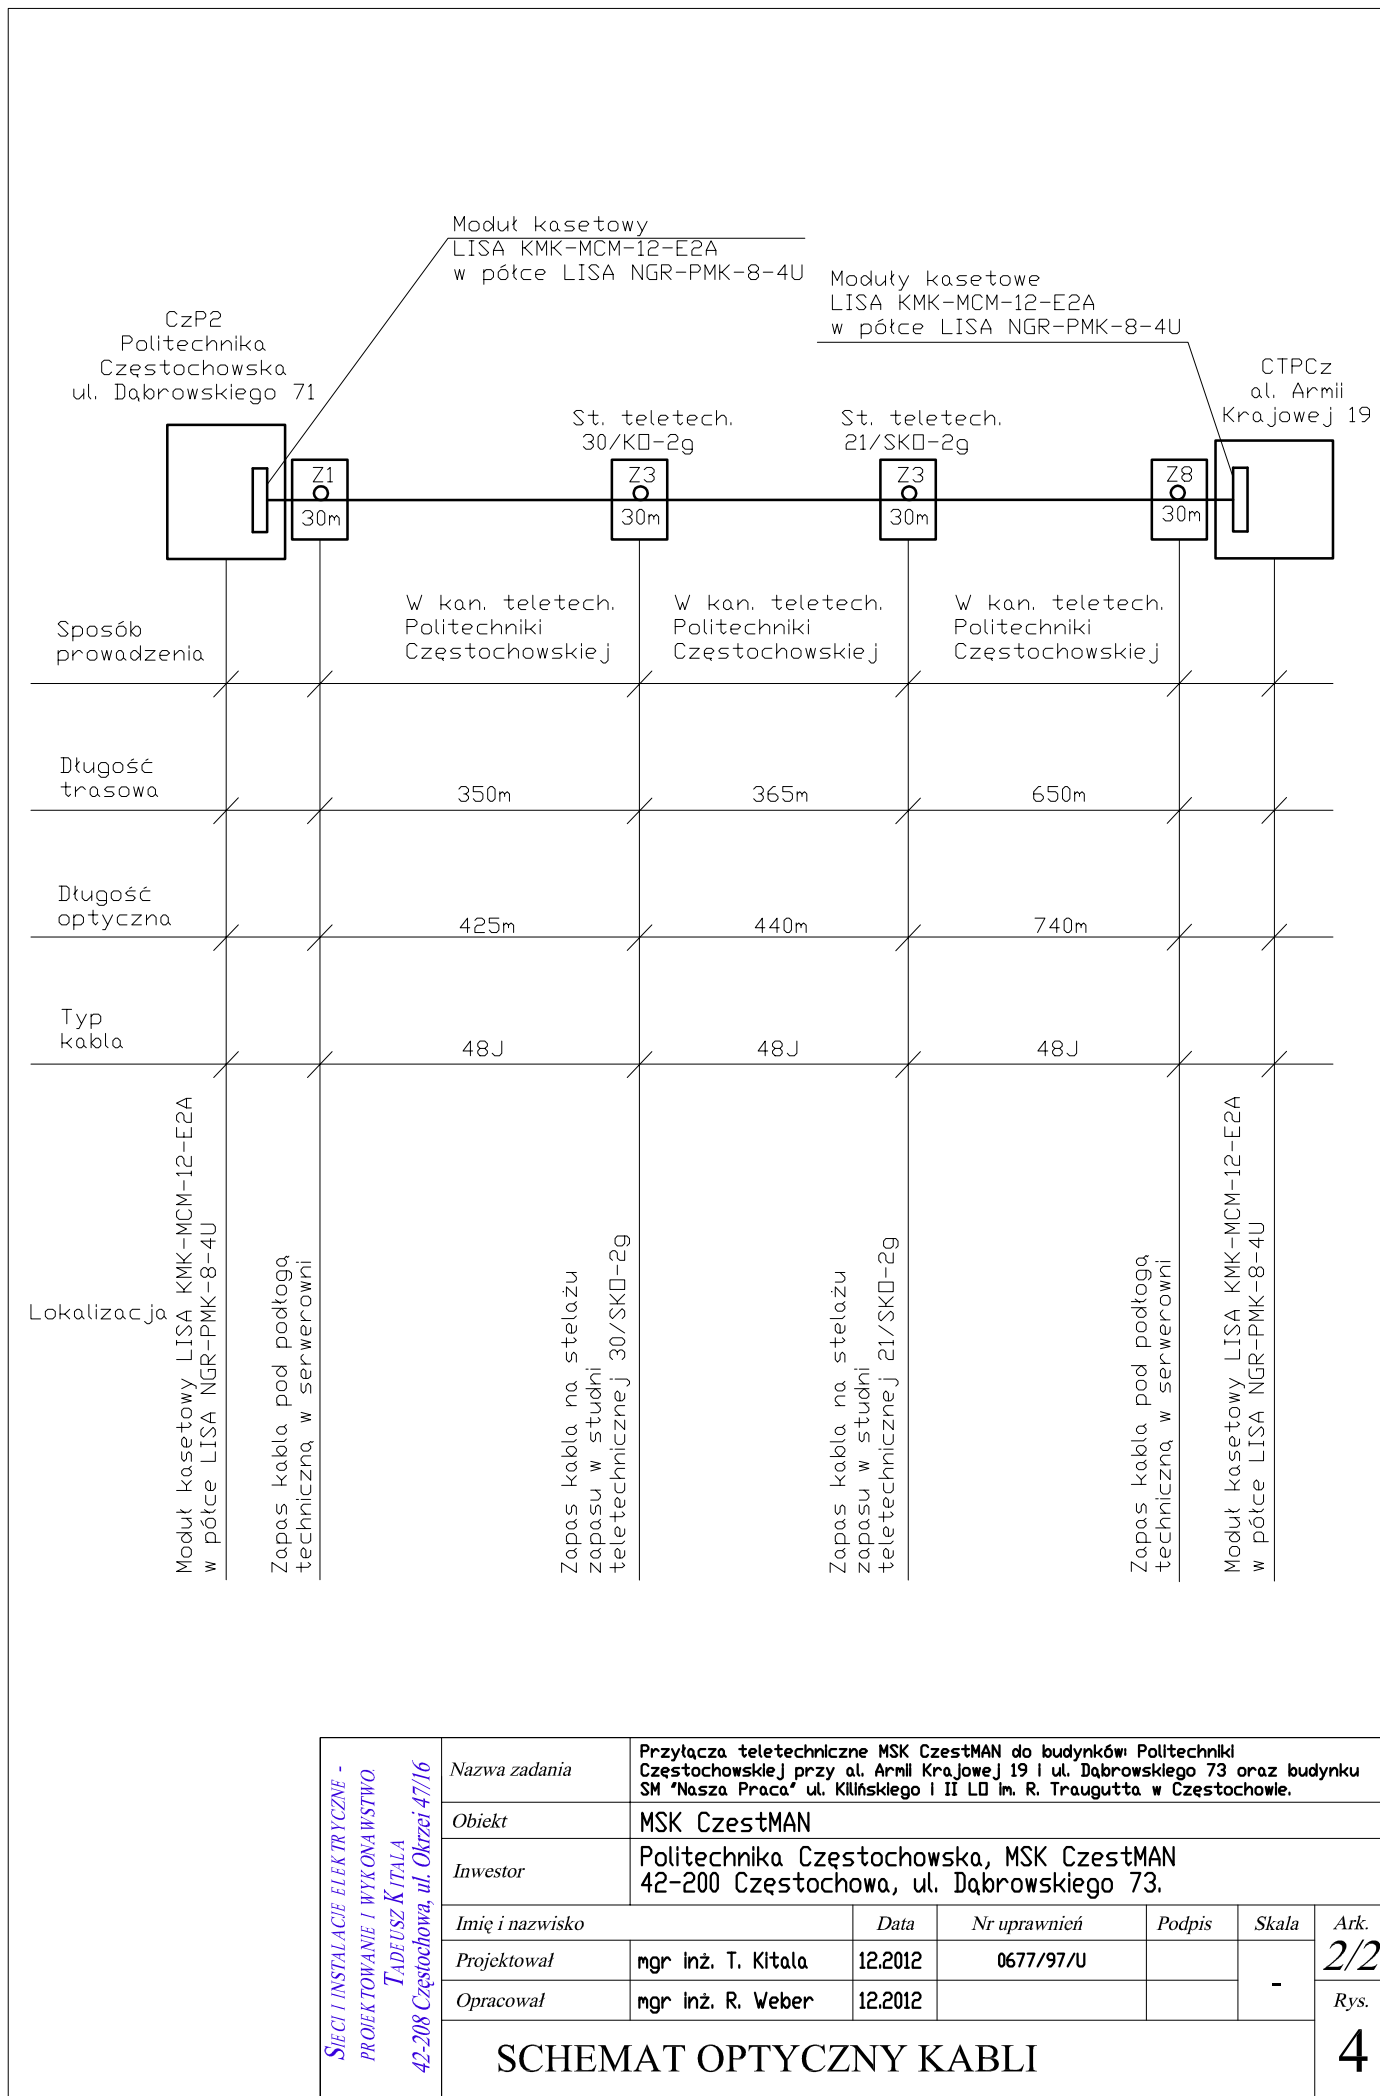 Moduł kasetowy
LISA KMK-MCM-12-E2A
w półce LISA NGR-PMK-8-4U
Moduły kasetowe
LISA KMK-MCM-12-E2A
w półce LISA NGR-PMK-8-4U
CzP2
Politechnika
Częstochowska
ul. Dąbrowskiego 71
CTPCz
al. Armii
Krajowej 19
St. teletech.
30/KO-2g
St. teletech.
21/SKO-2g
Z1
30m
Z3
30m
Z3
30m
Z8
30m
Sposób
prowadzenia
W kan. teletech.
Politechniki
Częstochowskiej
W kan. teletech.
Politechniki
Częstochowskiej
W kan. teletech.
Politechniki
Częstochowskiej
Długość
trasowa
350m
365m
650m
Długość
optyczna
425m
440m
740m
Typ
kabla
48J
48J
48J
Lokalizacja
Moduł kasetowy LISA KMK-MCM-12-E2A
w półce LISA NGR-PMK-8-4U
Zapas kabla pod podłogą
techniczną w serwerowni
Zapas kabla na stelażu
zapasu w studni
teletechnicznej 30/SKO-2g
Zapas kabla na stelażu
zapasu w studni
teletechnicznej 21/SKO-2g
Zapas kabla pod podłogą
techniczną w serwerowni
Moduł kasetowy LISA KMK-MCM-12-E2A
w półce LISA NGR-PMK-8-4U
SIECI I INSTALACJE ELEKTRYCZNE -
PROJEKTOWANIE I WYKONAWSTWO.
TADEUSZ KITALA
42-208 Częstochowa, ul. Okrzei 47/16
Nazwa zadania
Przyłącza teletechniczne MSK CzestMAN do budynków: Politechniki
Częstochowskiej przy al. Armii Krajowej 19 i ul. Dąbrowskiego 73 oraz budynku
SM "Nasza Praca" ul. Kilińskiego i II LO im. R. Traugutta w Częstochowie.
Obiekt
MSK CzestMAN
Inwestor
Politechnika Częstochowska, MSK CzestMAN
42-200 Częstochowa, ul. Dąbrowskiego 73.
Imię i nazwisko
Data
Nr uprawnień
Podpis
Skala
Ark.
Projektował
mgr inż. T. Kitala
12.2012
0677/97/U
-
2/2
Opracował
mgr inż. R. Weber
12.2012
Rys.
SCHEMAT OPTYCZNY KABLI
4